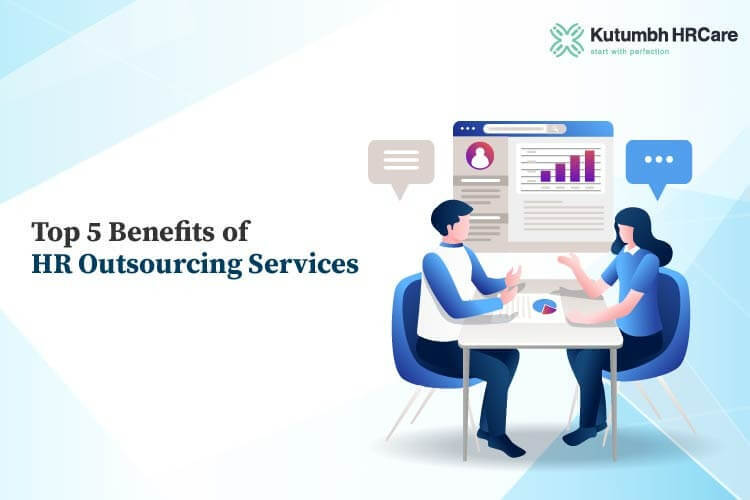 Kutumbh HRCare
start with perfection
Top 5 Benefits of
HR Outsourcing Services